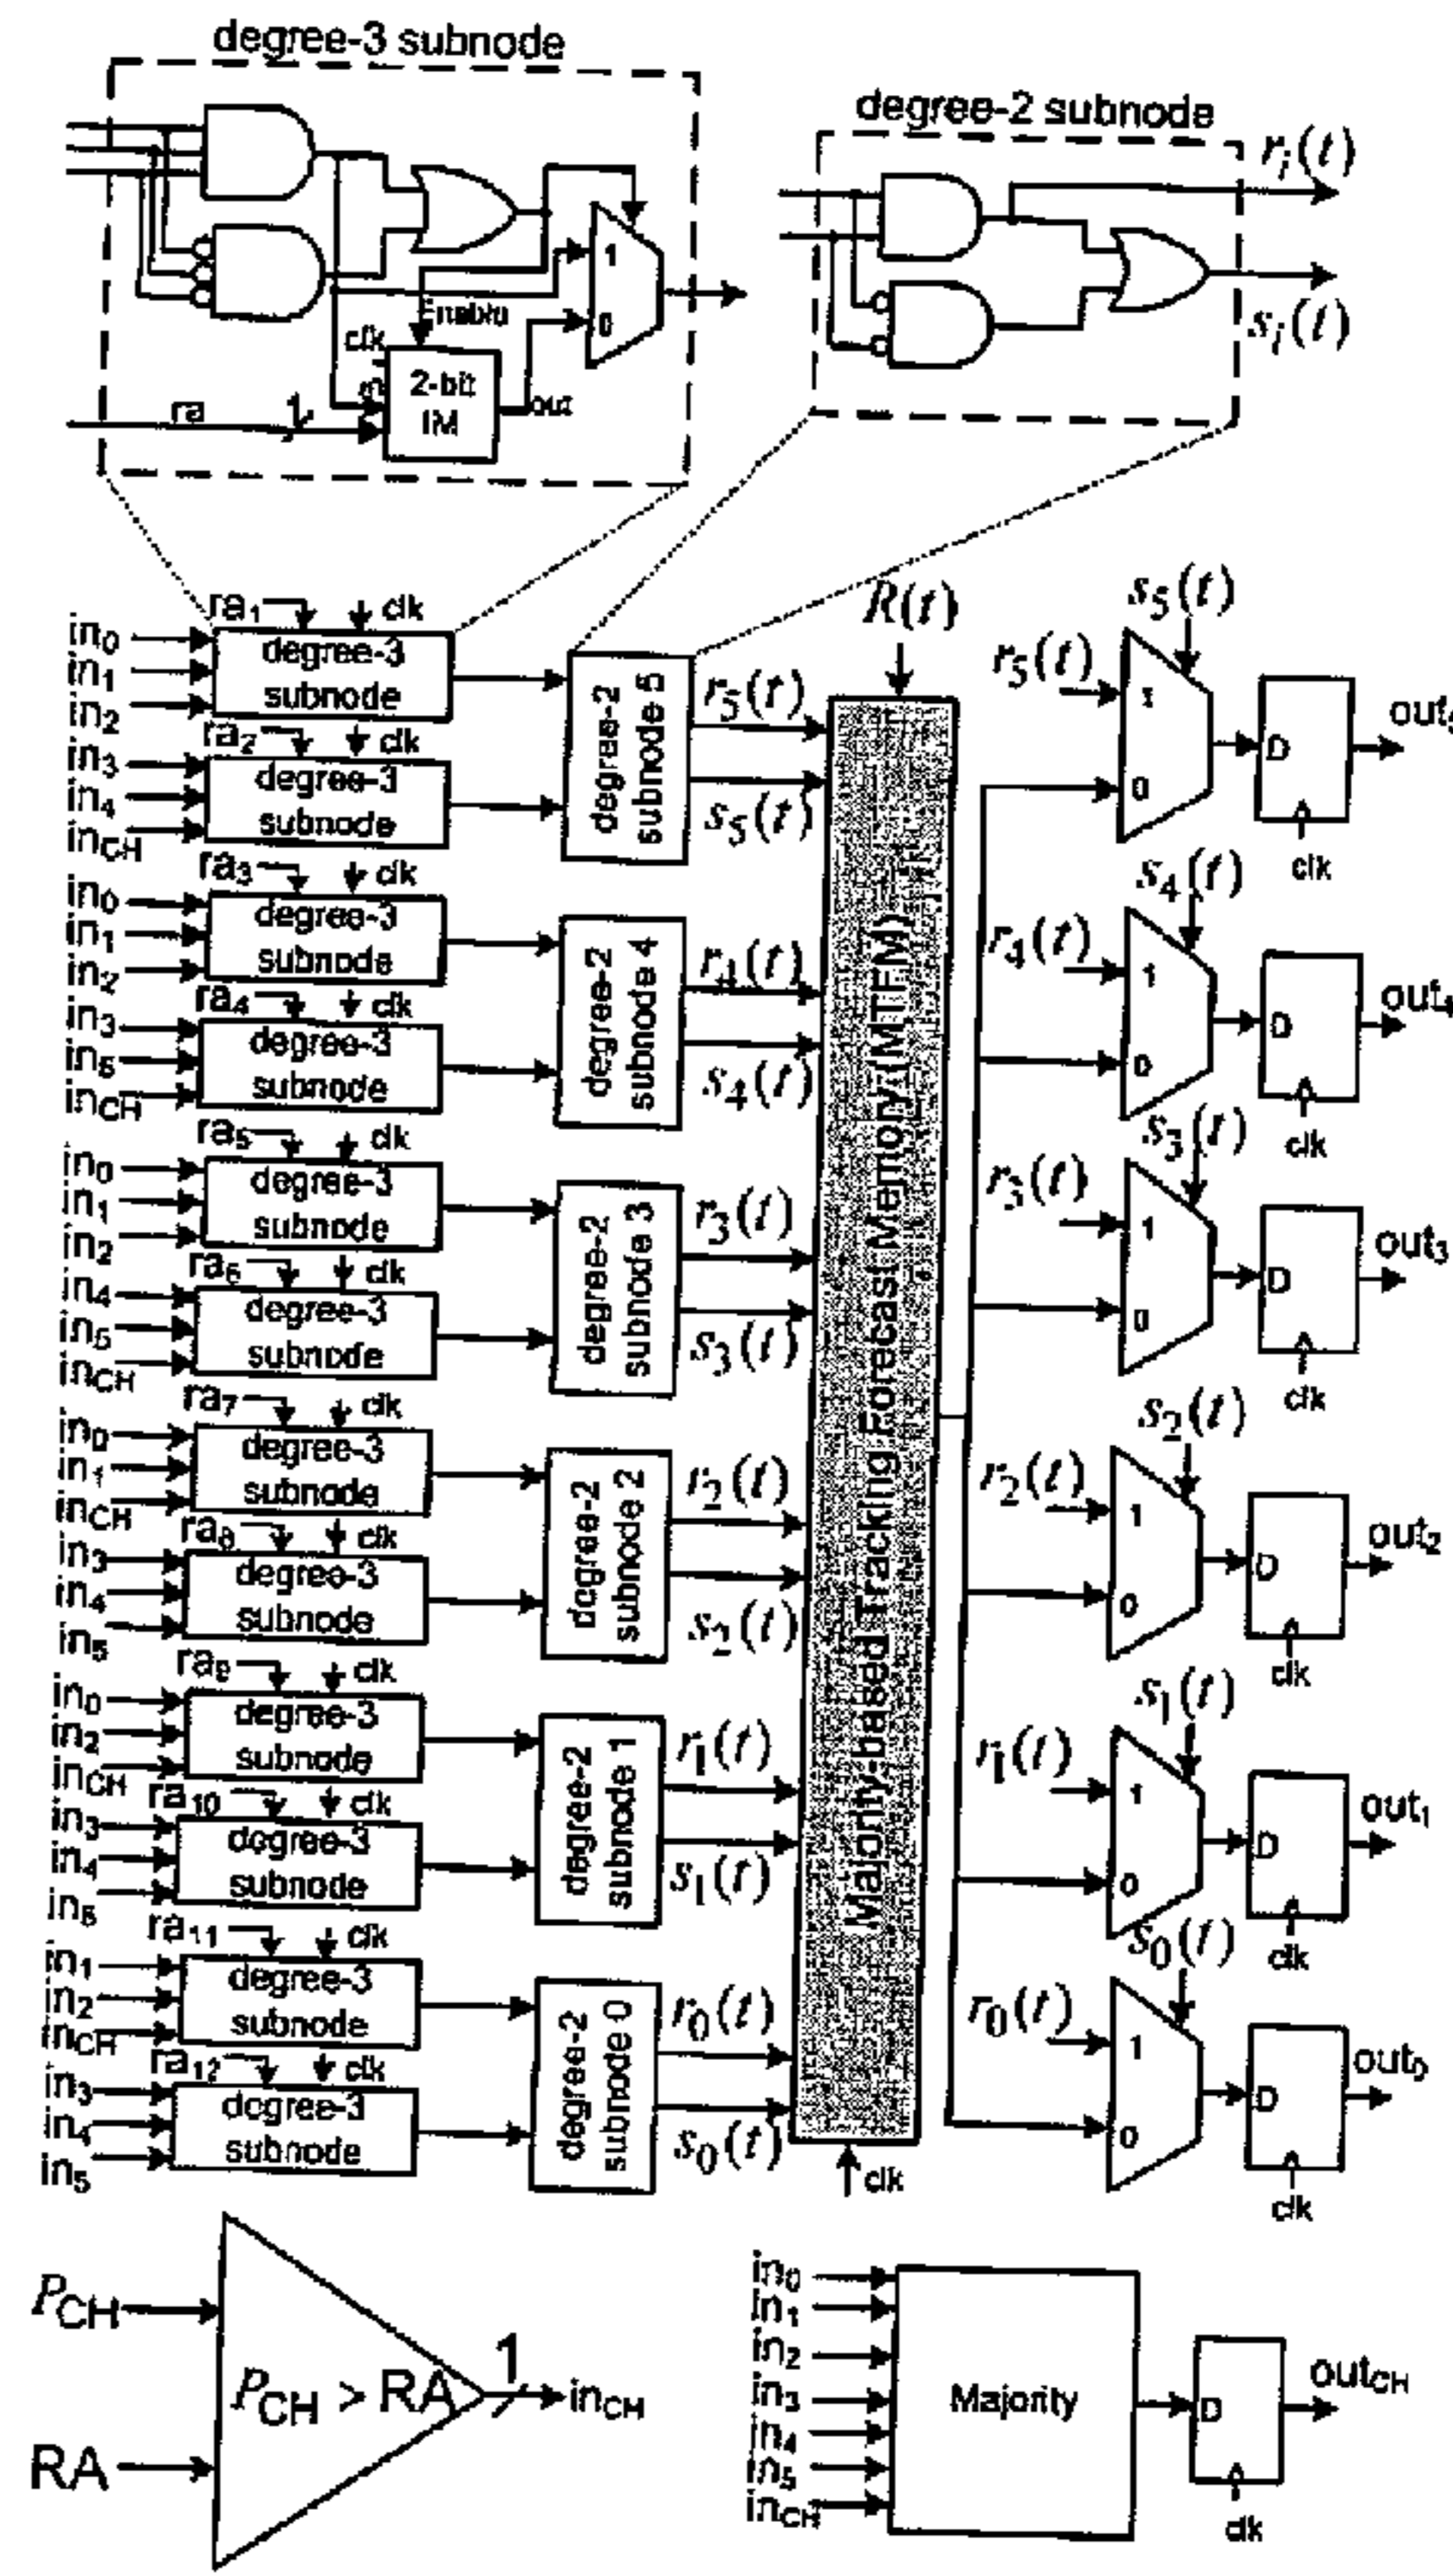 degree-3 subnode
degree-2 subnode
r_i(t)
s_i(t)
1
0
Enable
clk
in
2-bit
IM
out
ra
1
ra1 clk
in0
in1
in2
degree-3
subnode
ra2 clk
in3
in4
inCH
degree-3
subnode
degree-2
subnode 5
r5(t)
s5(t)
ra3 clk
in0
in1
in2
degree-3
subnode
ra4 clk
in3
in5
inCH
degree-3
subnode
degree-2
subnode 4
r4(t)
s4(t)
ra5 clk
in0
in1
in2
degree-3
subnode
ra6 clk
in4
in5
inCH
degree-3
subnode
degree-2
subnode 3
r3(t)
s3(t)
ra7 clk
in0
in1
inCH
degree-3
subnode
ra8 clk
in3
in4
in5
degree-3
subnode
degree-2
subnode 2
r2(t)
s2(t)
ra9 clk
in0
in2
inCH
degree-3
subnode
ra10 clk
in3
in4
in5
degree-3
subnode
degree-2
subnode 1
r1(t)
s1(t)
ra11 clk
in1
in2
inCH
degree-3
subnode
ra12 clk
in3
in4
in5
degree-3
subnode
degree-2
subnode 0
r0(t)
s0(t)
R(t)
Majority-based Tracking Forecast Memory (MTFM)
clk
s5(t)
r5(t)
1
0
D
clk
out5
s4(t)
r4(t)
1
0
D
clk
out4
s3(t)
r3(t)
1
0
D
clk
out3
s2(t)
r2(t)
1
0
D
clk
out2
s1(t)
r1(t)
1
0
D
clk
out1
s0(t)
r0(t)
1
0
D
clk
out0
PCH
RA
PCH > RA
1
inCH
in0
in1
in2
in3
in4
in5
inCH
Majority
D
clk
outCH